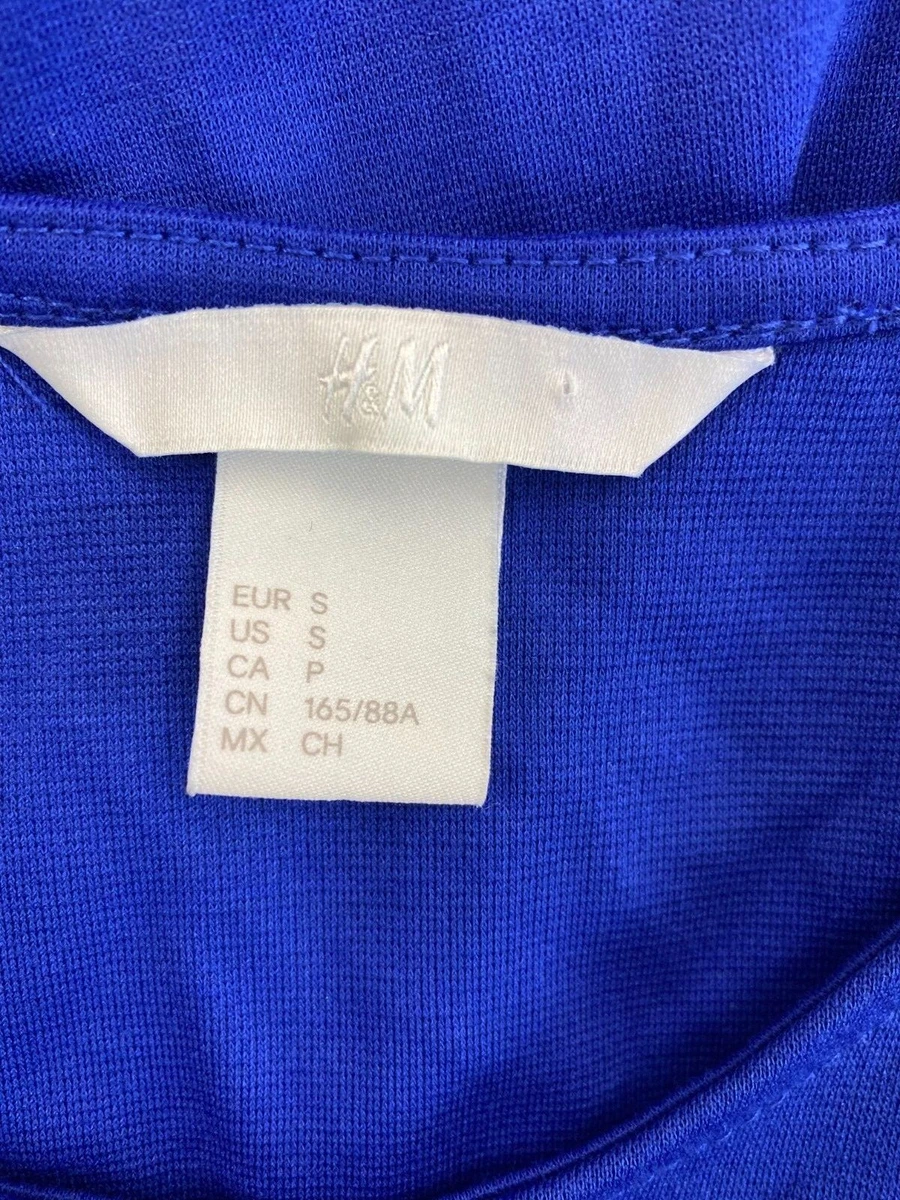 H&M
EUR S
US S
CA P
CN 165/88A
MX CH